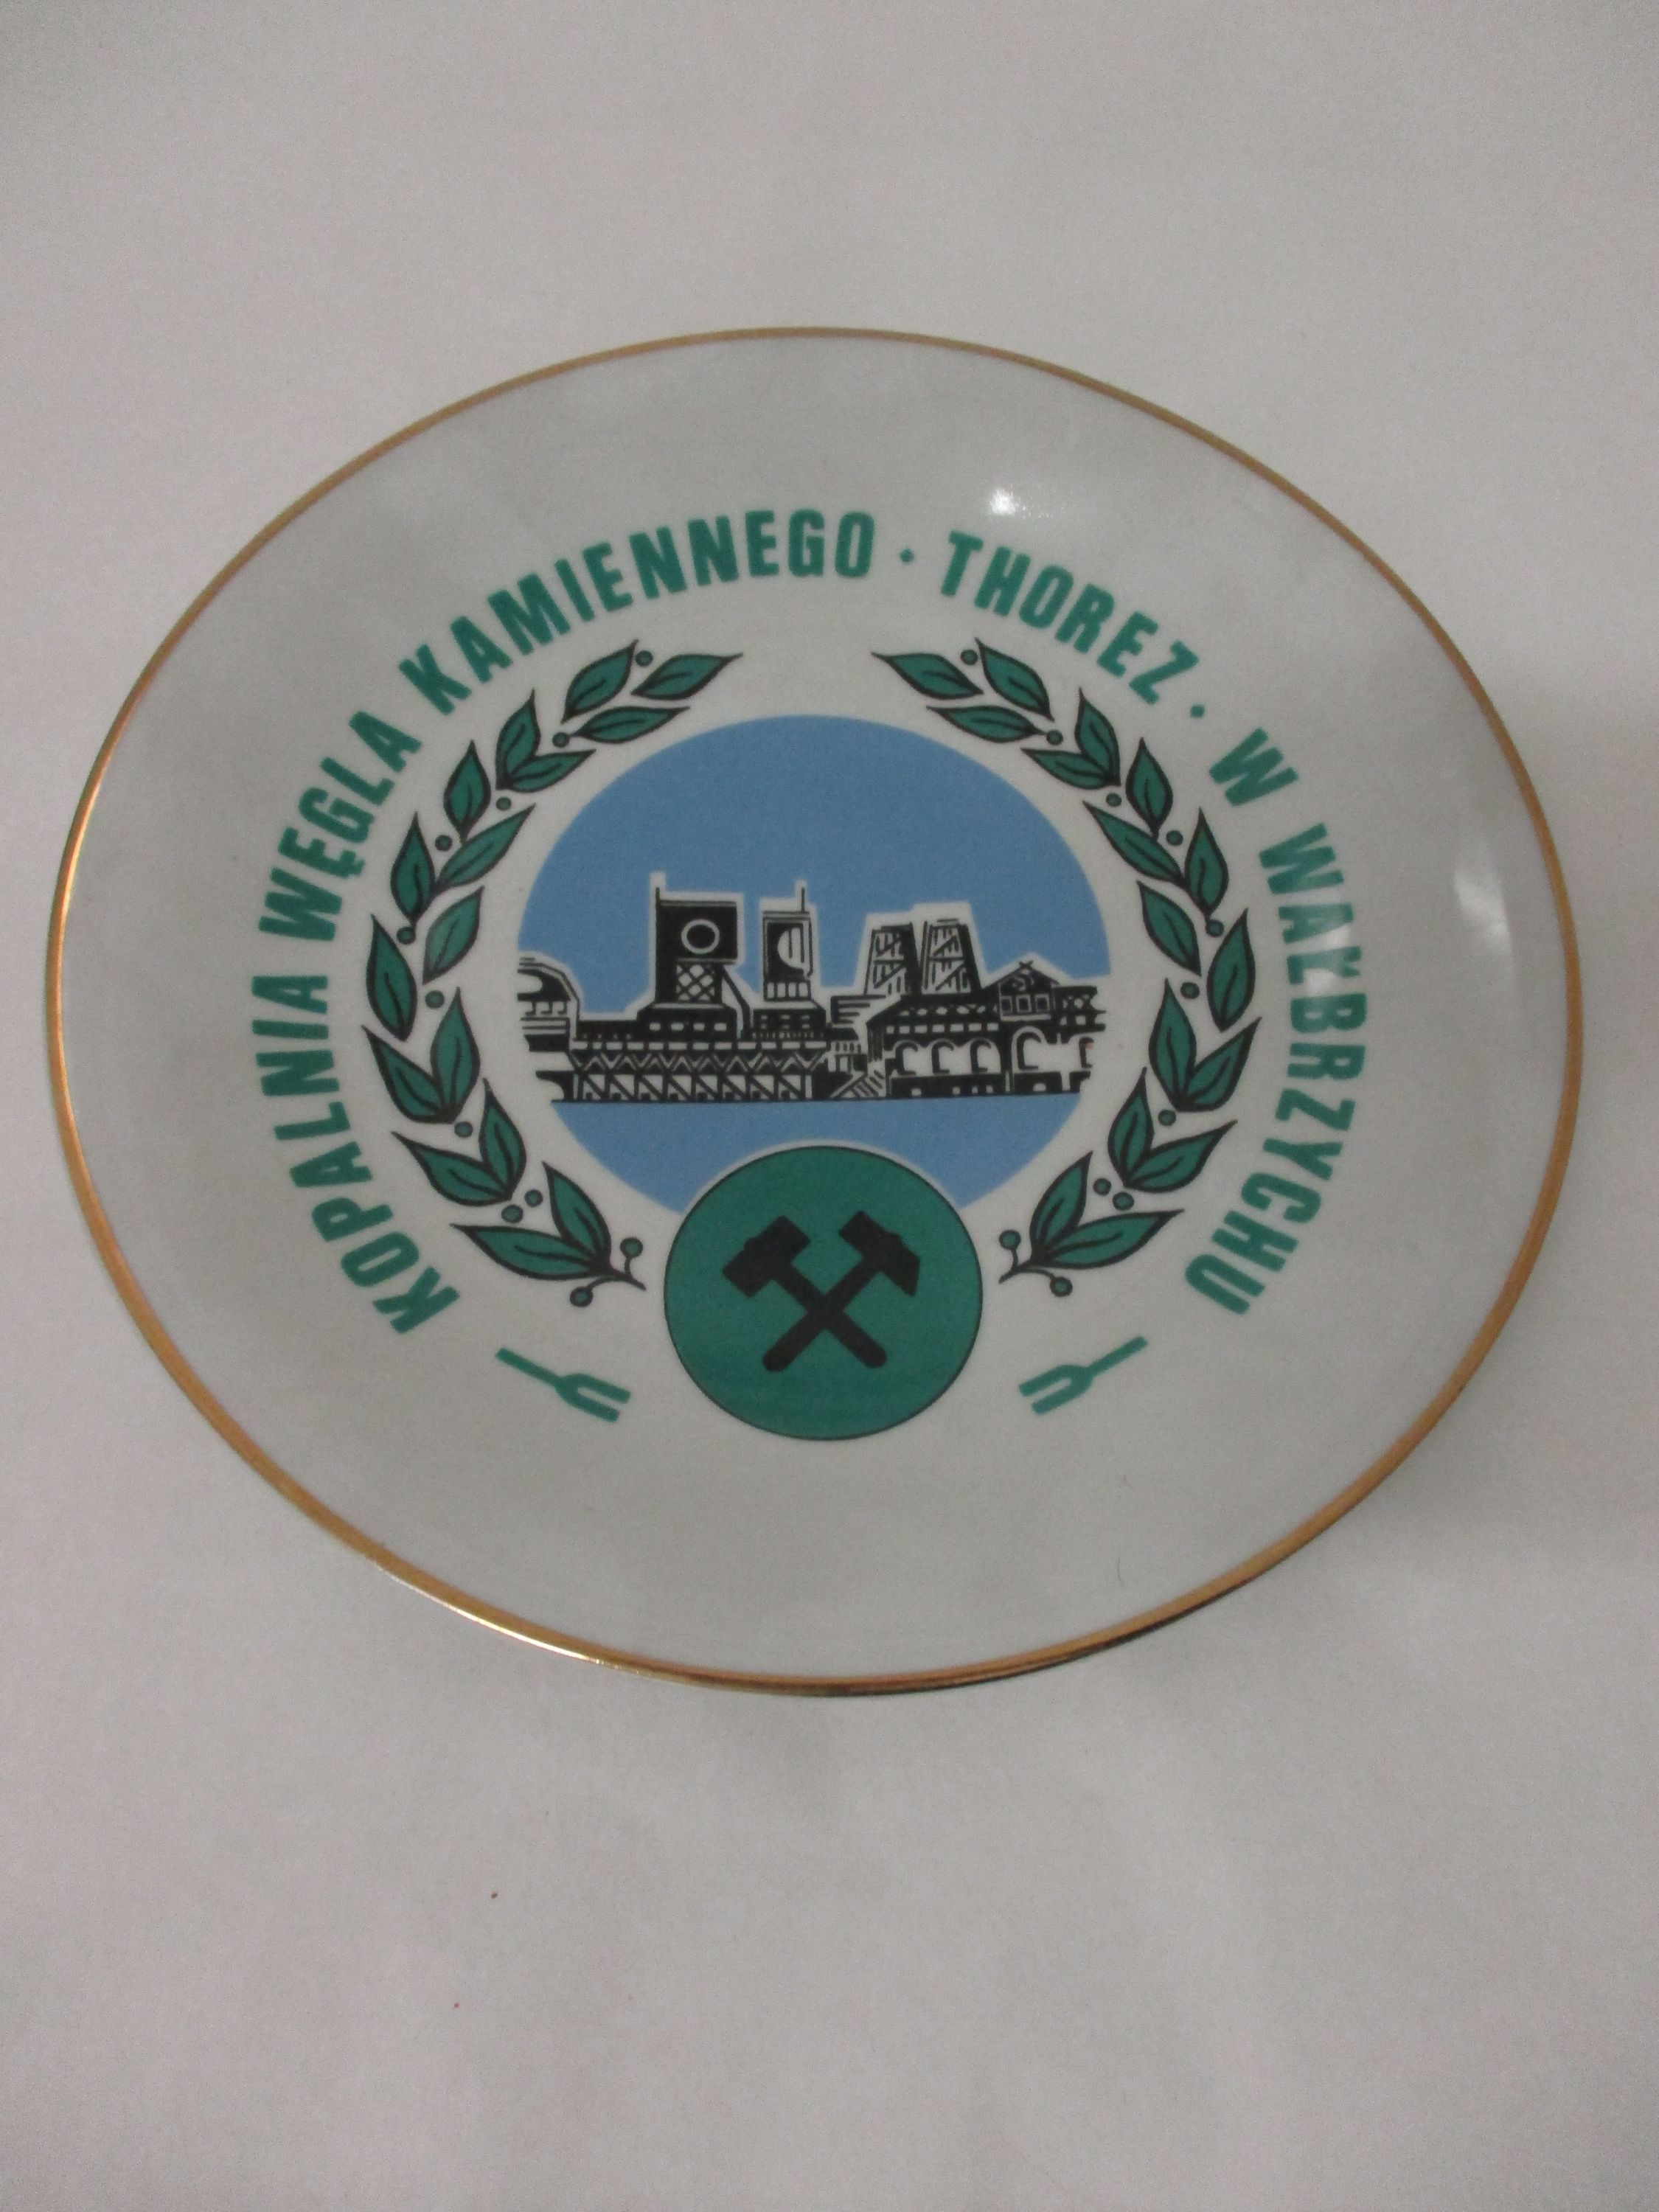 KOPALNIA WĘGLA KAMIENNEGO · THOREZ · W WAŁBRZYCHU